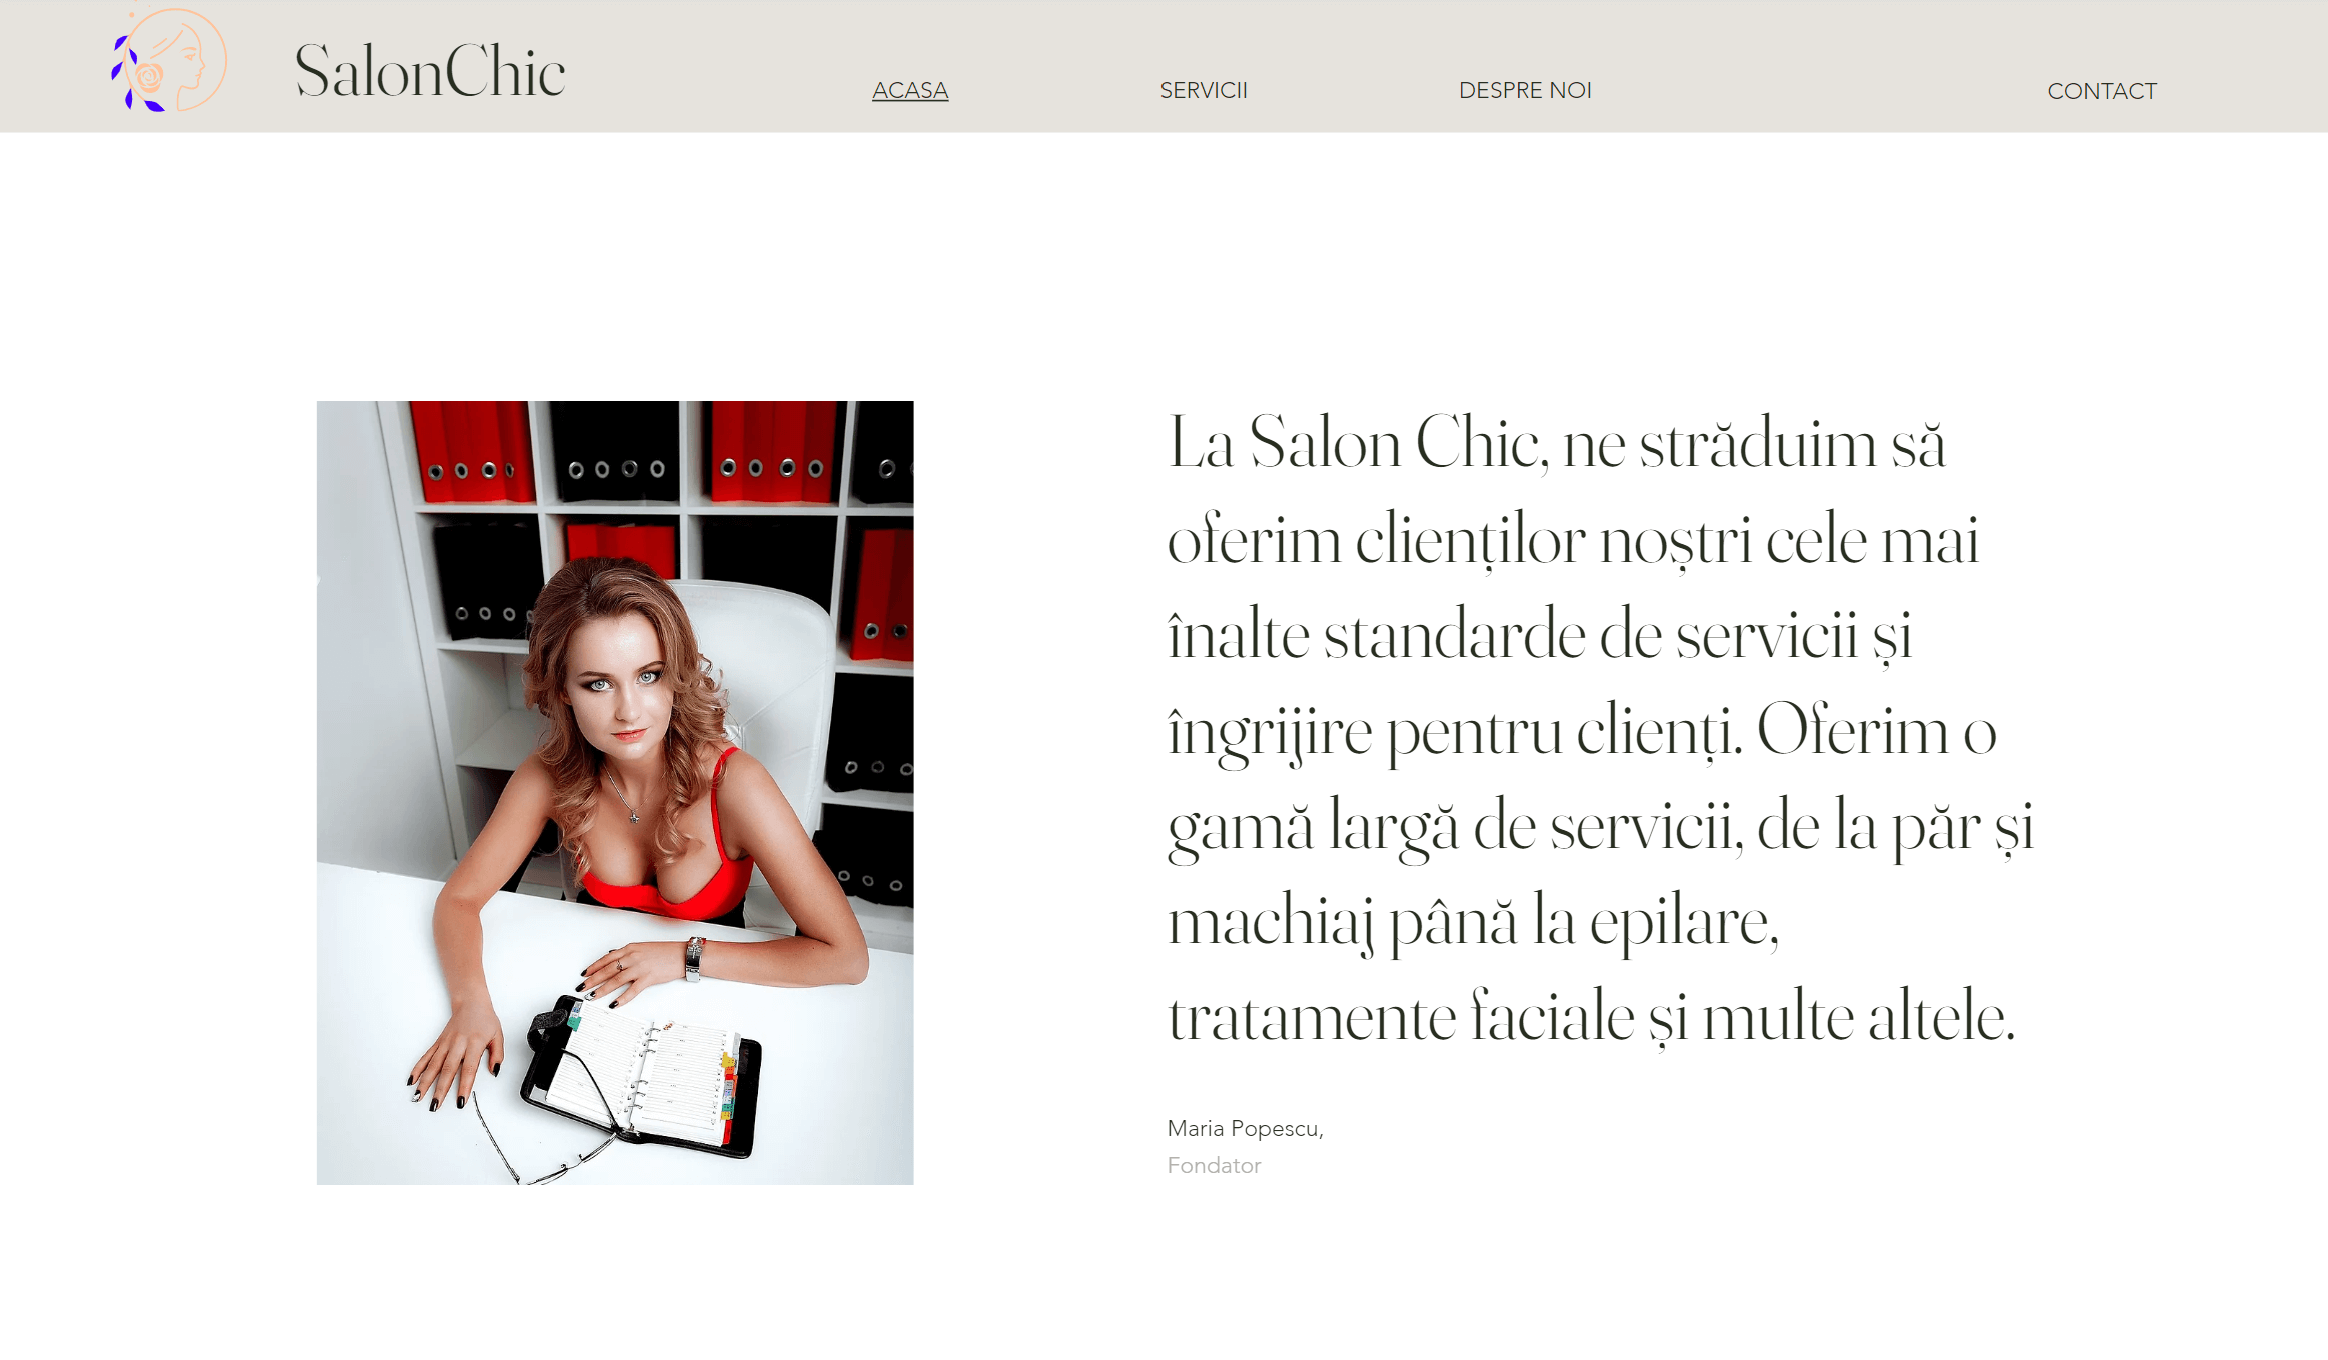 SalonChic
ACASA
SERVICII
DESPRE NOI
CONTACT
La Salon Chic, ne străduim să
oferim clienților noștri cele mai
înalte standarde de servicii și
îngrijire pentru clienți. Oferim o
gamă largă de servicii, de la păr și
machiaj până la epilare,
tratamente faciale și multe altele.
Maria Popescu,
Fondator